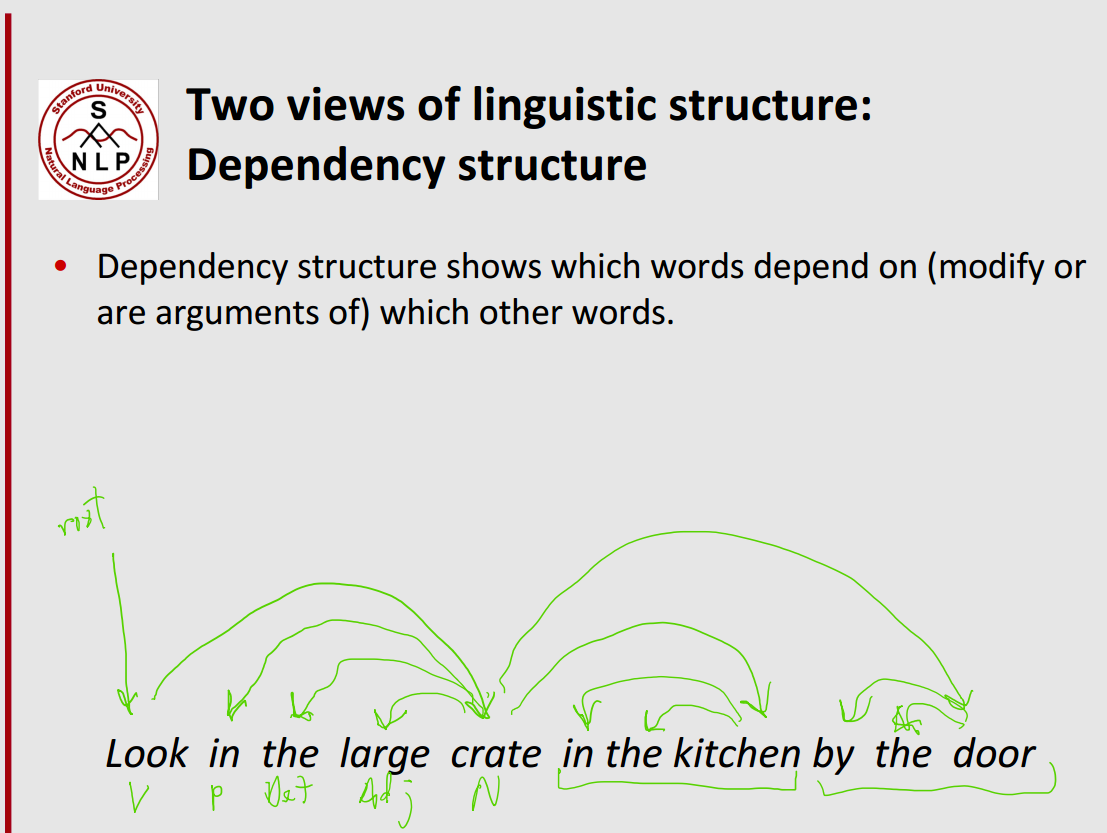 Stanford University
S
NLP
Natural Language Processing
Two views of linguistic structure:
Dependency structure
• Dependency structure shows which words depend on (modify or
are arguments of) which other words.
root
Look in the large crate in the kitchen by the door
V P Det Adj N